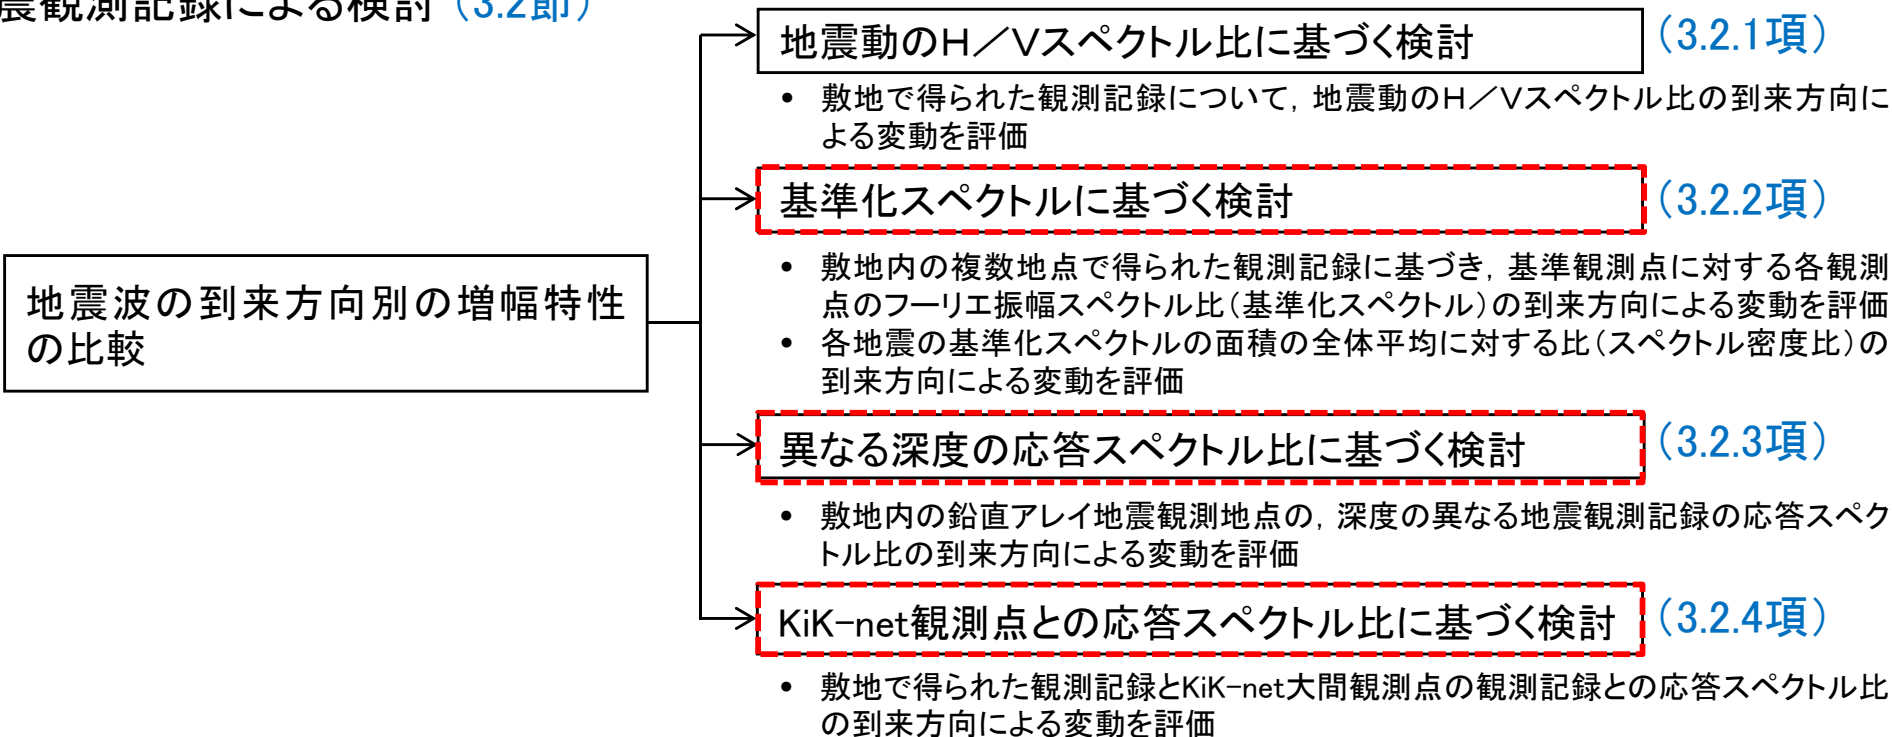 震観測記録による検討（3.2節）
地震動のＨ／Ｖスペクトル比に基づく検討
（3.2.1項）
• 敷地で得られた観測記録について，地震動のＨ／Ｖスペクトル比の到来方向に
よる変動を評価
基準化スペクトルに基づく検討
（3.2.2項）
• 敷地内の複数地点で得られた観測記録に基づき，基準観測点に対する各観測
点のフーリエ振幅スペクトル比（基準化スペクトル）の到来方向による変動を評価
• 各地震の基準化スペクトルの面積の全体平均に対する比（スペクトル密度比）の
到来方向による変動を評価
地震波の到来方向別の増幅特性
の比較
異なる深度の応答スペクトル比に基づく検討
（3.2.3項）
• 敷地内の鉛直アレイ地震観測地点の，深度の異なる地震観測記録の応答スペク
トル比の到来方向による変動を評価
KiK-net観測点との応答スペクトル比に基づく検討
（3.2.4項）
• 敷地で得られた観測記録とKiK-net大間観測点の観測記録との応答スペクトル比
の到来方向による変動を評価